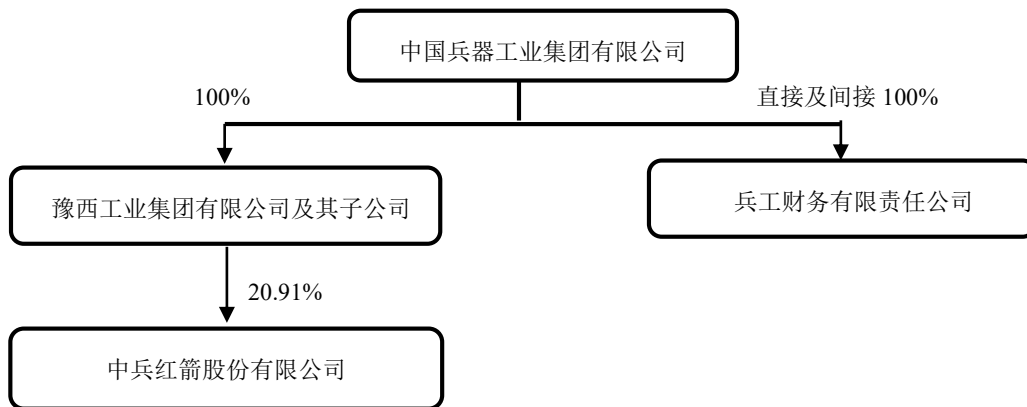 中国兵器工业集团有限公司
100%
直接及间接 100%
豫西工业集团有限公司及其子公司
兵工财务有限责任公司
20.91%
中兵红箭股份有限公司